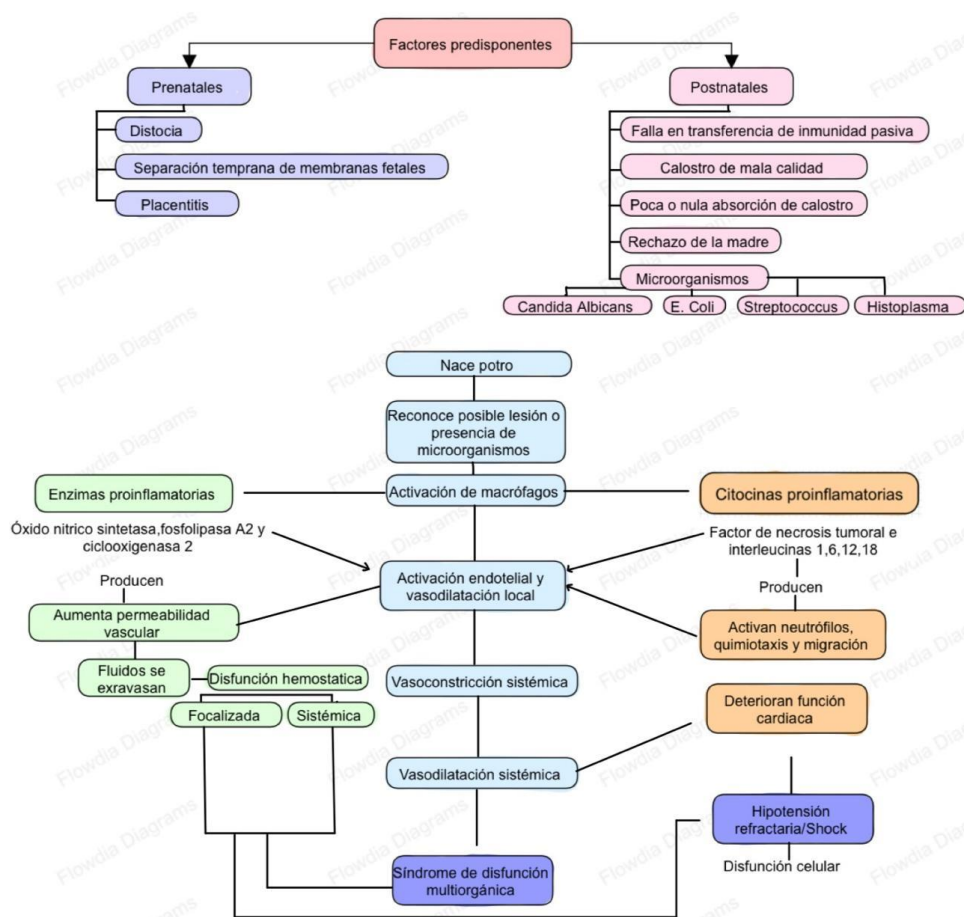 Factores predisponentes
Prenatales
Distocia
Separación temprana de membranas fetales
Placentitis
Postnatales
Falla en transferencia de inmunidad pasiva
Calostro de mala calidad
Poca o nula absorción de calostro
Rechazo de la madre
Microorganismos
Candida Albicans
E. Coli
Streptococcus
Histoplasma
Nace potro
Reconoce posible lesión o
presencia de
microorganismos
Enzimas proinflamatorias
Activación de macrófagos
Citocinas proinflamatorias
Óxido nitrico sintetasa,fosfolipasa A2 y
ciclooxigenasa 2
Factor de necrosis tumoral e
interleucinas 1,6,12,18
Activación endotelial y
vasodilatación local
Producen
Producen
Aumenta permeabilidad
vascular
Activan neutrófilos,
quimiotaxis y migración
Fluidos se
exravasan
Disfunción hemostatica
Focalizada
Sistémica
Vasoconstricción sistémica
Deterioran función
cardiaca
Vasodilatación sistémica
Hipotensión
refractaria/Shock
Disfunción celular
Síndrome de disfunción
multiorgánica
Flowdia Diagrams